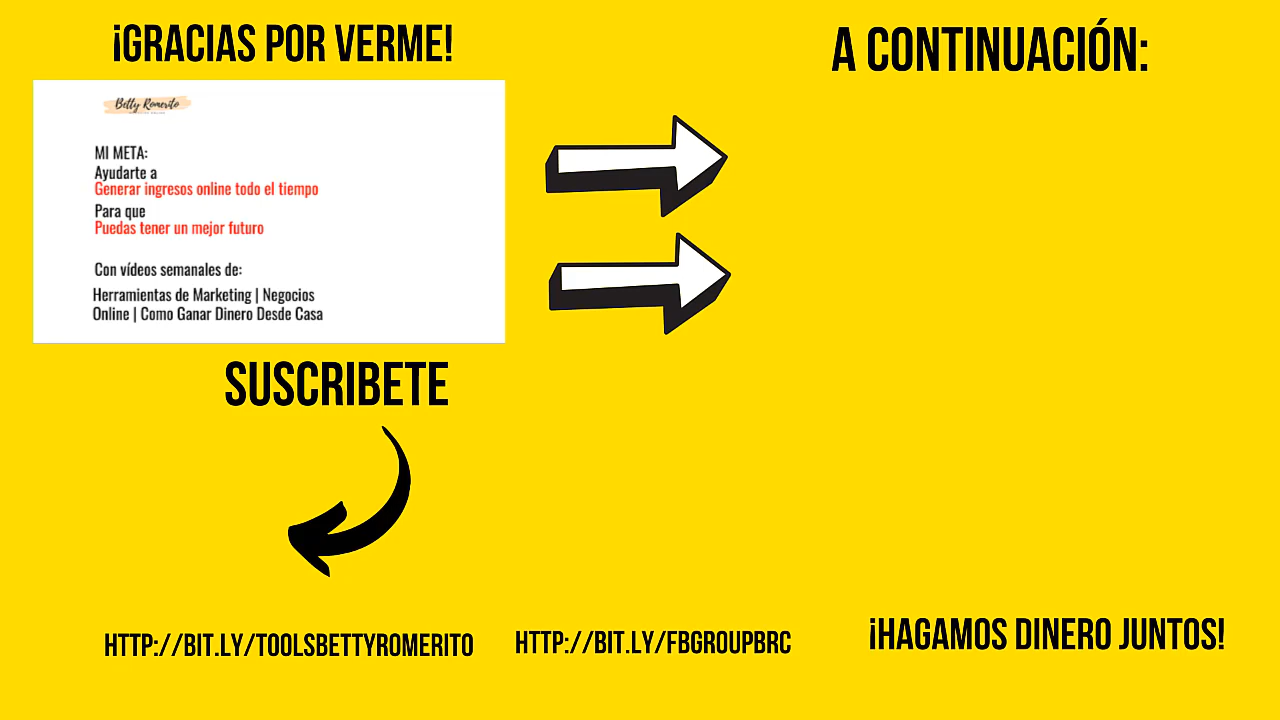 ¡GRACIAS POR VERME!
A CONTINUACIÓN:
Betty Romerito
MI META:
Ayudarte a
Generar ingresos online todo el tiempo
Para que
Puedas tener un mejor futuro
Con vídeos semanales de:
Herramientas de Marketing | Negocios
Online | Como Ganar Dinero Desde Casa
SUSCRIBETE
HTTP://BIT.LY/TOOLSBETTYROMERITO
HTTP://BIT.LY/FBGROUPBRC
¡HAGAMOS DINERO JUNTOS!